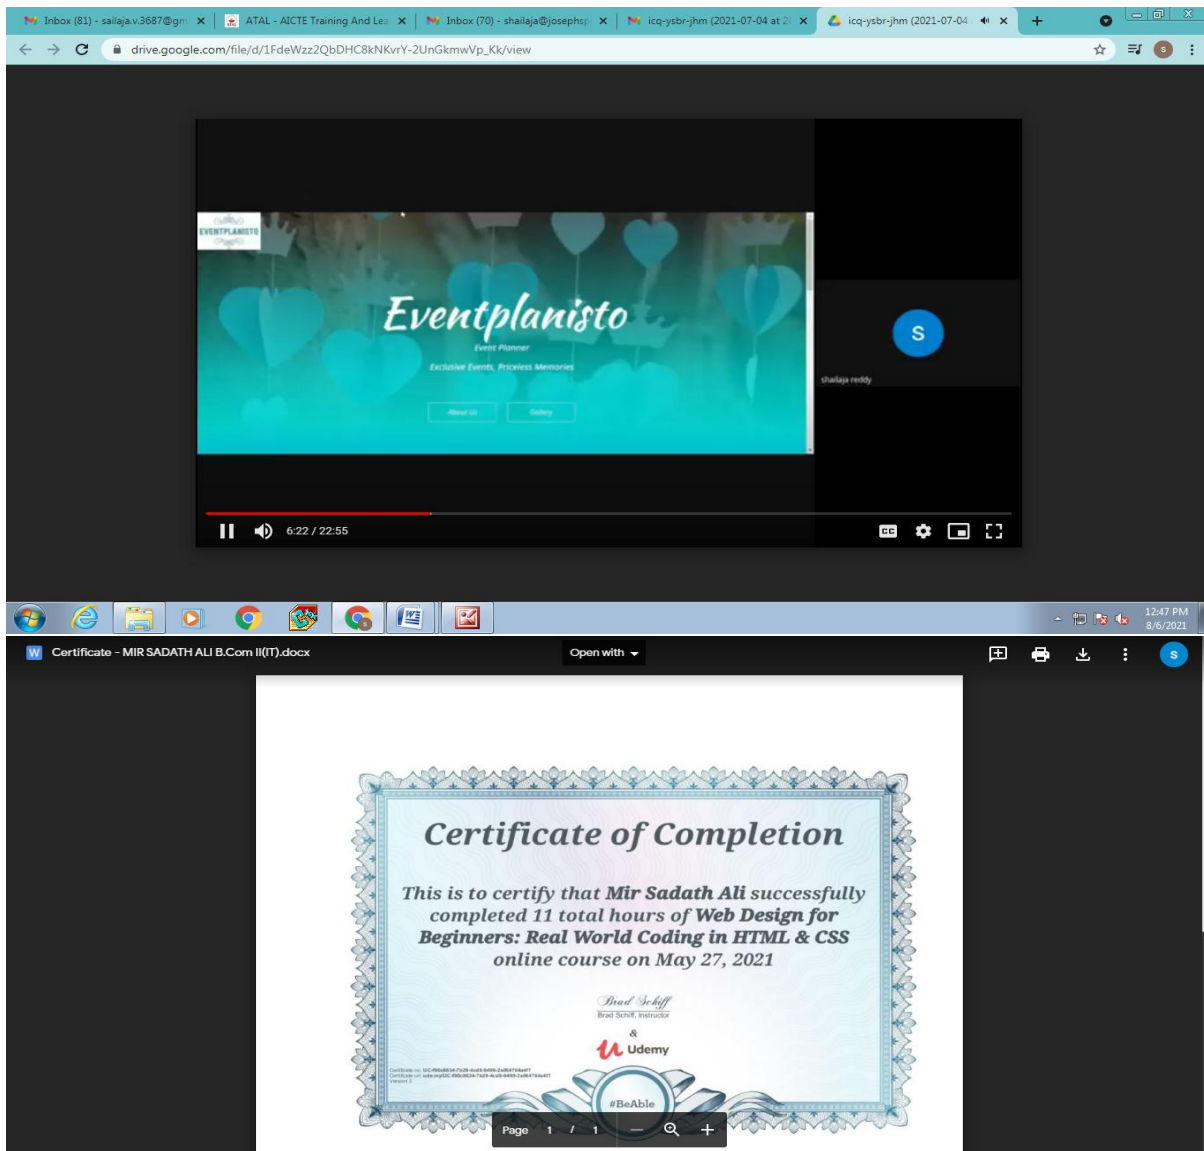 Inbox (81) - sailaja.v.3687@gm
ATAL - AICTE Training And Lea
Inbox (70) - shailaja@josephsp
icq-ysbr-jhm (2021-07-04 at 2
icq-ysbr-jhm (2021-07-04
drive.google.com/file/d/1FdeWzz2QbDHC8kNKvrY-2UnGkmwVp_Kk/view
S
EVENTPLANISTO
Eventplanisto
Event Planner
Exclusive Events, Priceless Memories
About Us
Gallery
S
shailaja reddy
6:22 / 22:55
CC
12:47 PM
8/6/2021
W
Certificate - MIR SADATH ALI B.Com II(IT).docx
Open with
S
Certificate of Completion
This is to certify that Mir Sadath Ali successfully
completed 11 total hours of Web Design for
Beginners: Real World Coding in HTML & CSS
online course on May 27, 2021
Brad Schiff
Brad Schiff, Instructor
&
Udemy
#BeAble
Page 1 / 1